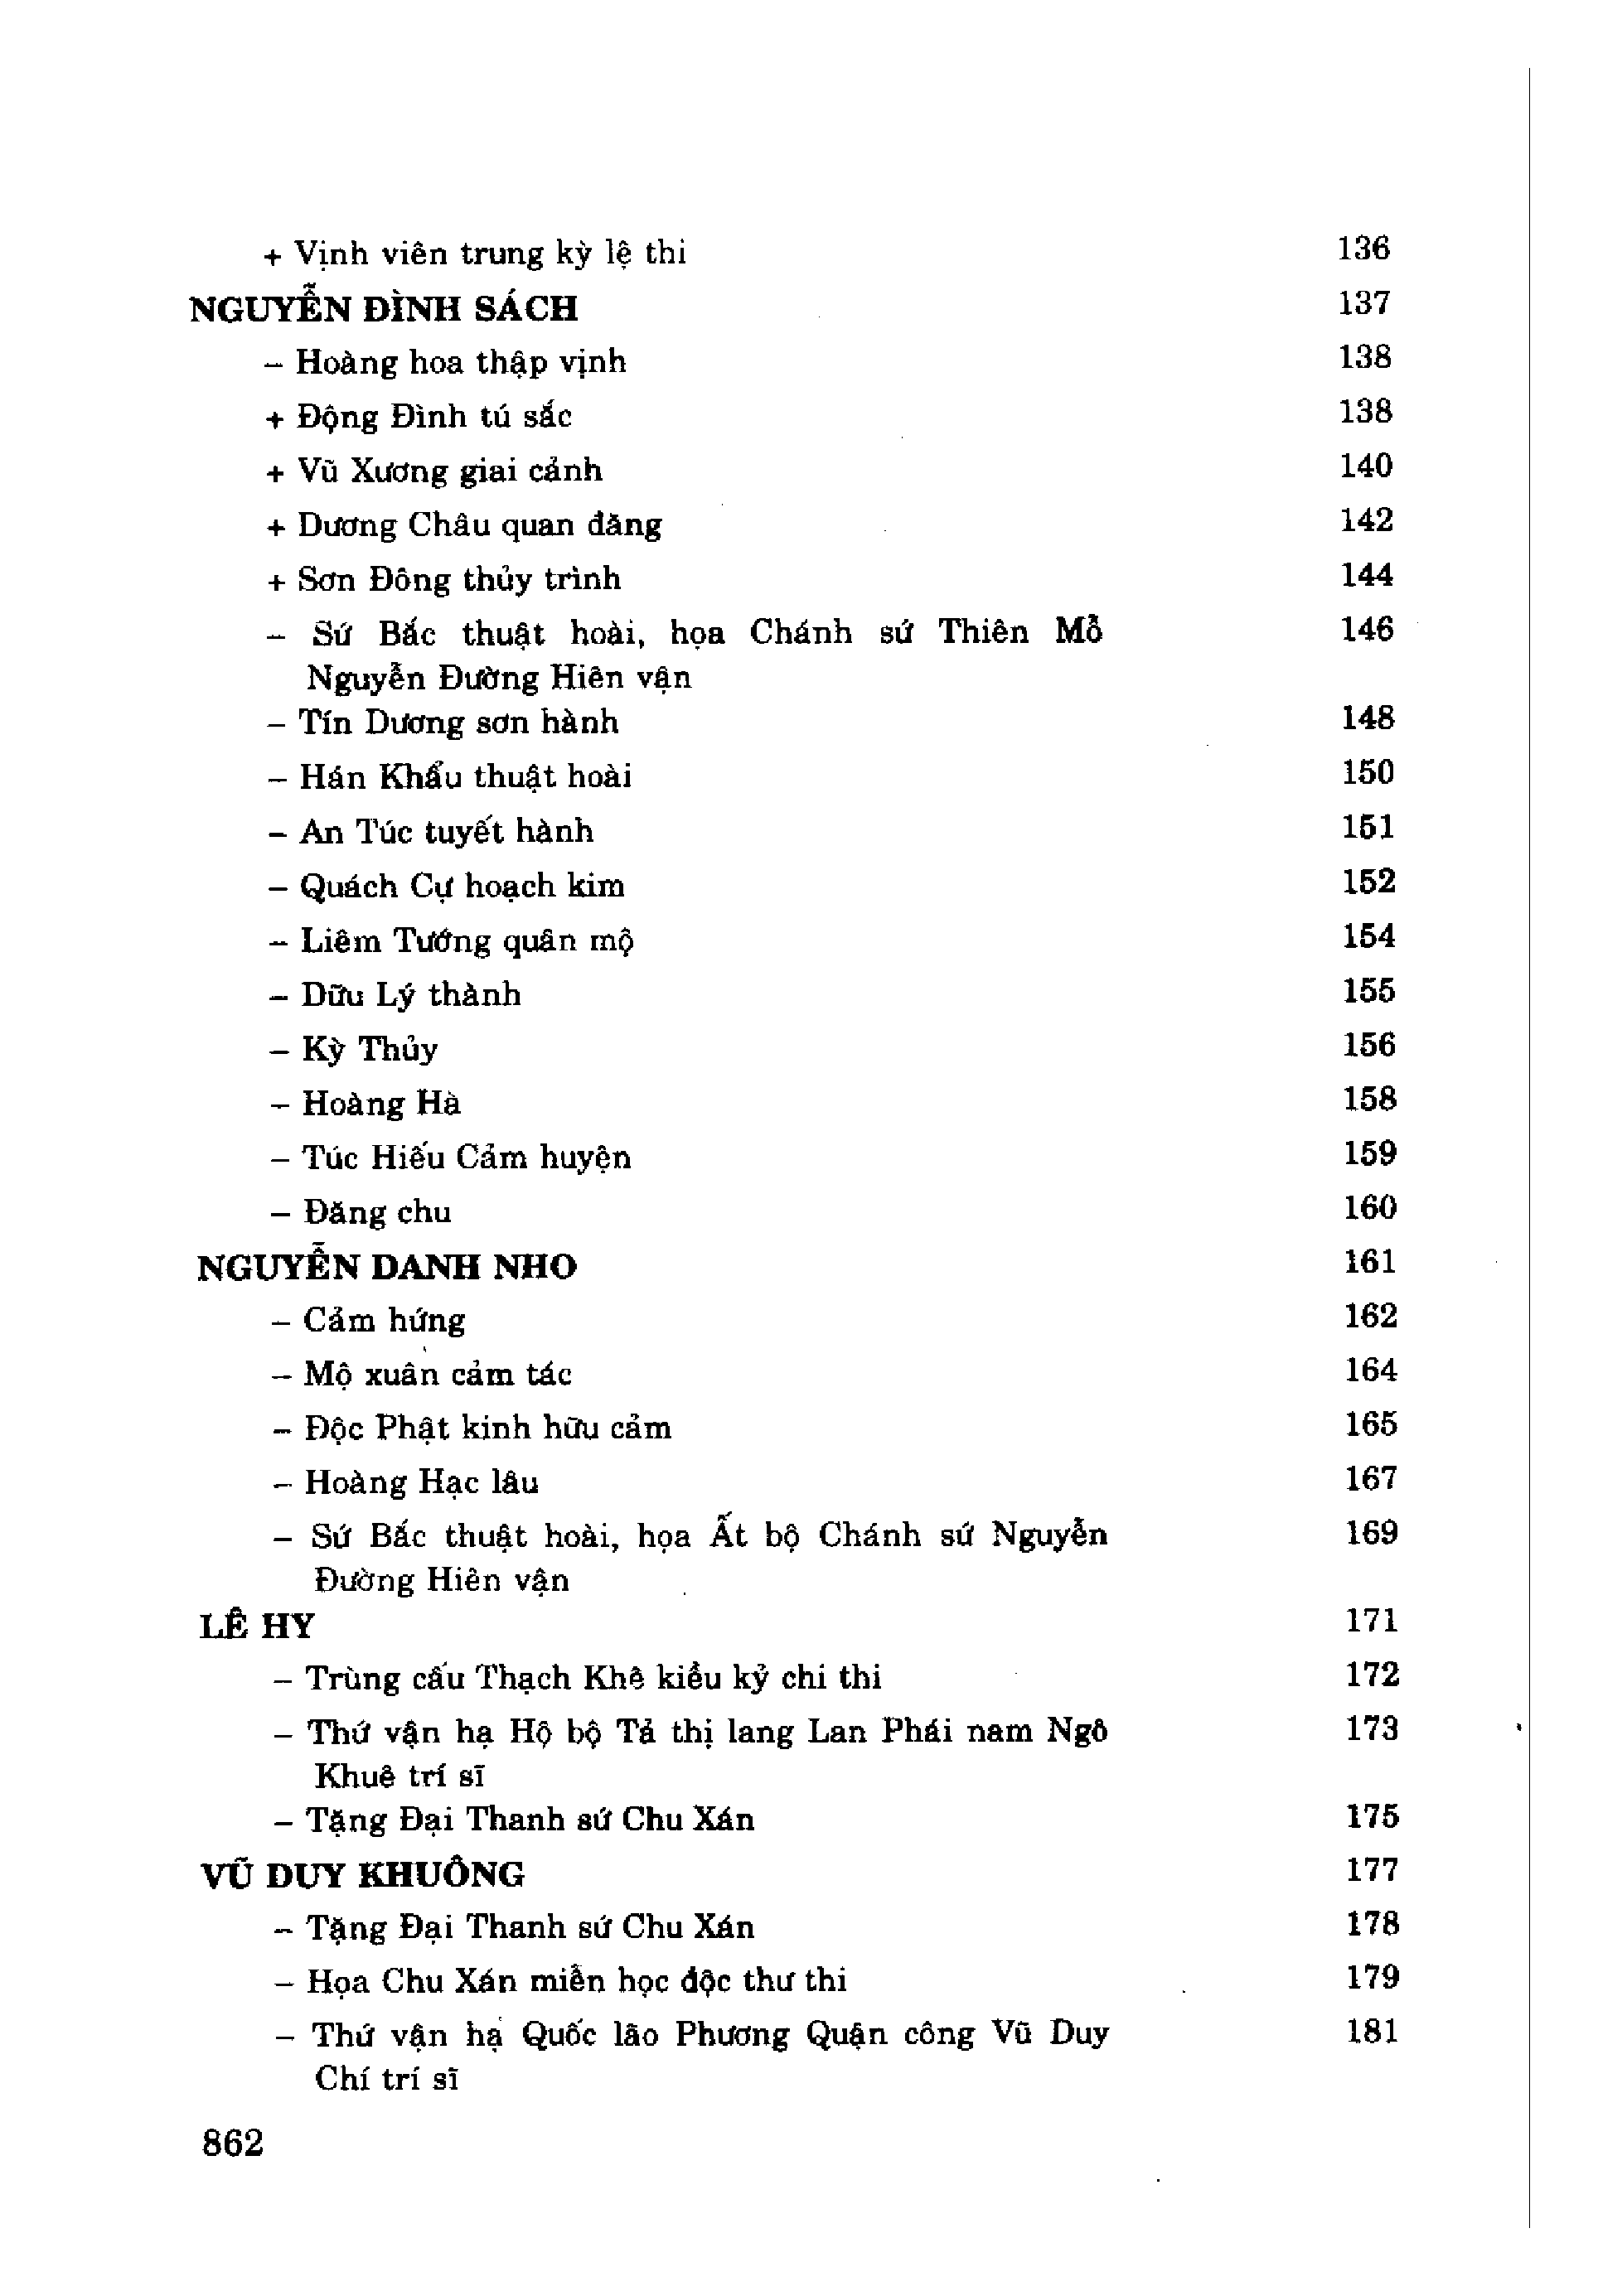 + Vịnh viên trung kỳ lệ thi 136
NGUYỄN ĐÌNH SÁCH 137
– Hoàng hoa thập vịnh 138
+ Động Đình tú sắc 138
+ Vũ Xương giai cảnh 140
+ Dương Châu quan đăng 142
+ Sơn Đông thủy trình 144
– Sứ Bắc thuật hoài, họa Chánh sứ Thiên Mỗ 146
Nguyễn Đường Hiên vận
– Tín Dương sơn hành 148
– Hán Khẩu thuật hoài 150
– An Túc tuyết hành 151
– Quách Cự hoạch kim 152
– Liêm Tướng quân mộ 154
– Dữu Lý thành 155
– Kỳ Thủy 156
– Hoàng Hà 158
– Túc Hiếu Cảm huyện 159
– Đăng chu 160
NGUYỄN DANH NHO 161
– Cảm hứng 162
– Mộ xuân cảm tác 164
– Độc Phật kinh hữu cảm 165
– Hoàng Hạc lâu 167
– Sứ Bắc thuật hoài, họa Ất bộ Chánh sứ Nguyễn 169
Đường Hiên vận
LÊ HY 171
– Trùng cấu Thạch Khê kiều kỷ chi thi 172
– Thứ vận hạ Hộ bộ Tả thị lang Lan Phái nam Ngô 173
Khuê trí sĩ
– Tặng Đại Thanh sứ Chu Xán 175
VŨ DUY KHUÔNG 177
– Tặng Đại Thanh sứ Chu Xán 178
– Họa Chu Xán miễn học độc thư thi 179
– Thứ vận hạ Quốc lão Phương Quận công Vũ Duy 181
Chí trí sĩ
862